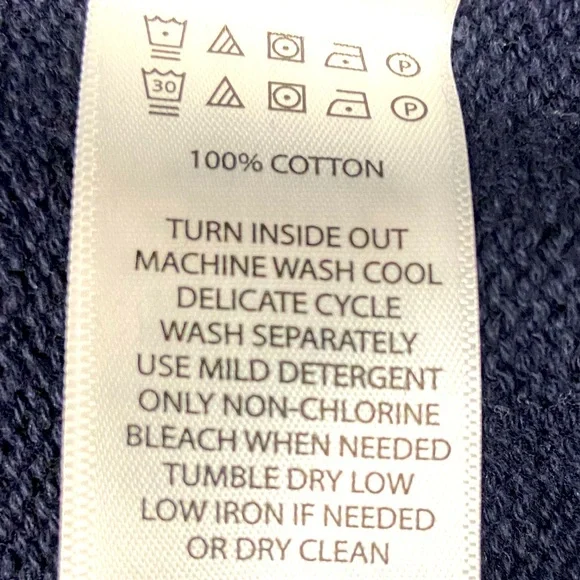 P
30 P
100% COTTON
TURN INSIDE OUT
MACHINE WASH COOL
DELICATE CYCLE
WASH SEPARATELY
USE MILD DETERGENT
ONLY NON-CHLORINE
BLEACH WHEN NEEDED
TUMBLE DRY LOW
LOW IRON IF NEEDED
OR DRY CLEAN